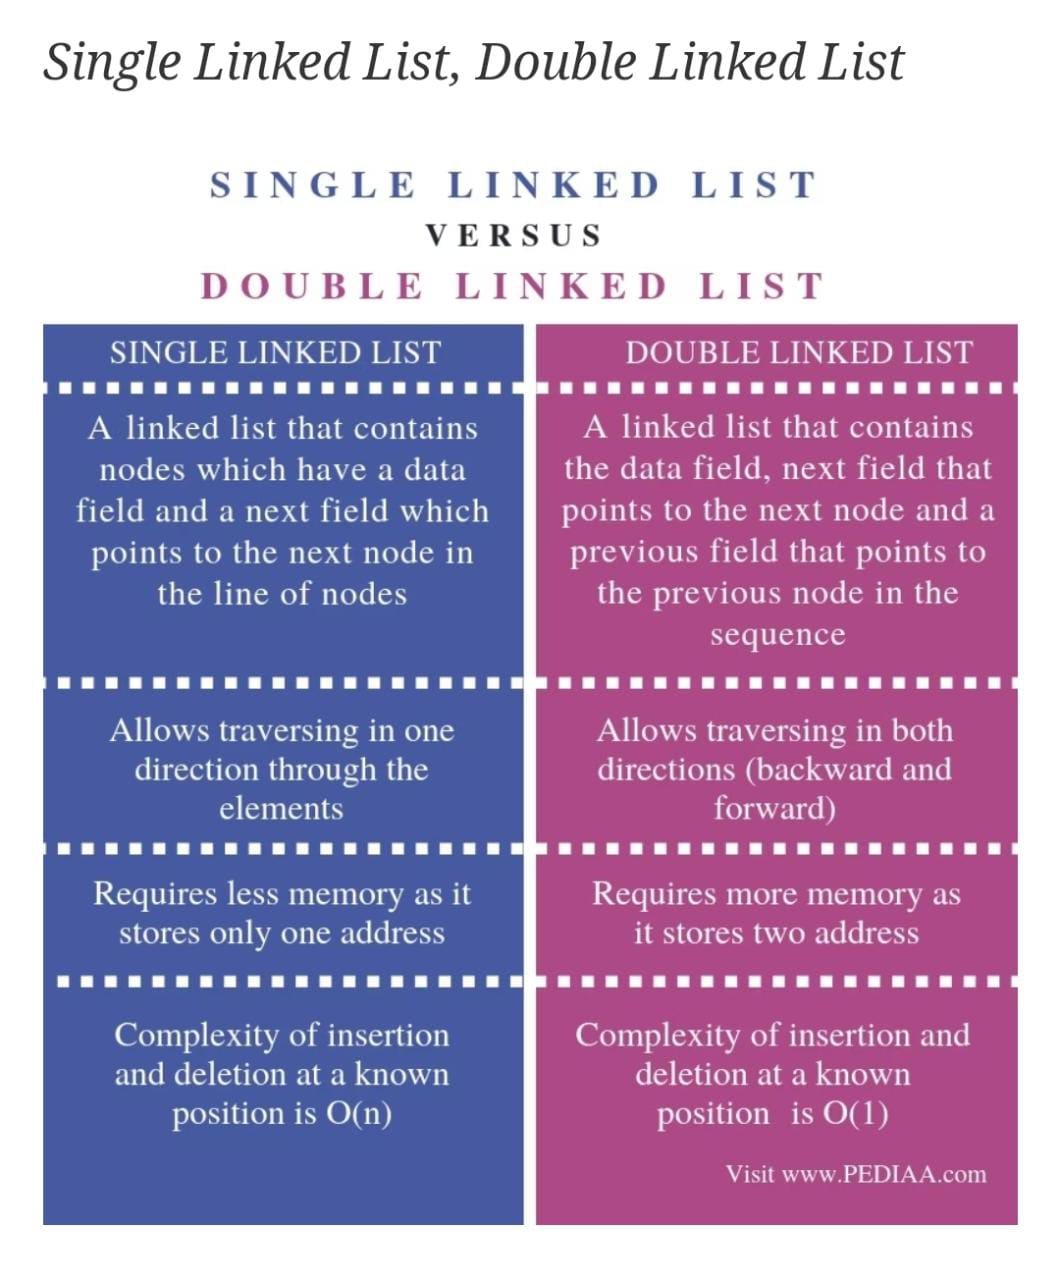 Single Linked List, Double Linked List
SINGLE LINKED LIST
VERSUS
DOUBLE LINKED LIST
SINGLE LINKED LIST
A linked list that contains
nodes which have a data
field and a next field which
points to the next node in
the line of nodes
Allows traversing in one
direction through the
elements
Requires less memory as it
stores only one address
Complexity of insertion
and deletion at a known
position is O(n)
DOUBLE LINKED LIST
A linked list that contains
the data field, next field that
points to the next node and a
previous field that points to
the previous node in the
sequence
Allows traversing in both
directions (backward and
forward)
Requires more memory as
it stores two address
Complexity of insertion and
deletion at a known
position is O(1)
Visit www.PEDIAA.com